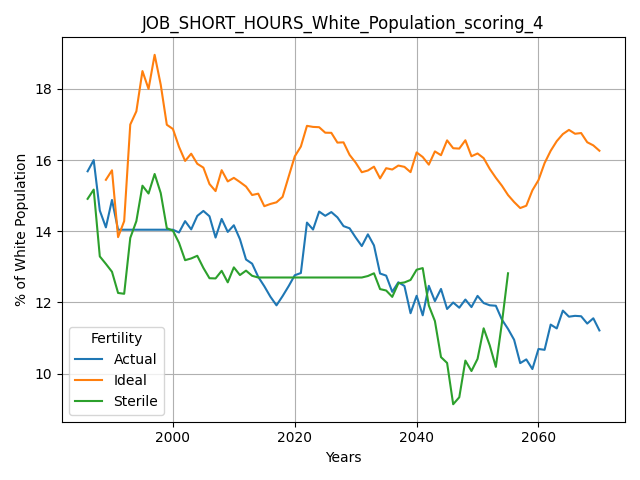 JOB_SHORT_HOURS_White_Population_scoring_4
% of White Population
18
16
14
12
10
Fertility
Actual
Ideal
Sterile
2000 2020 2040 2060
Years